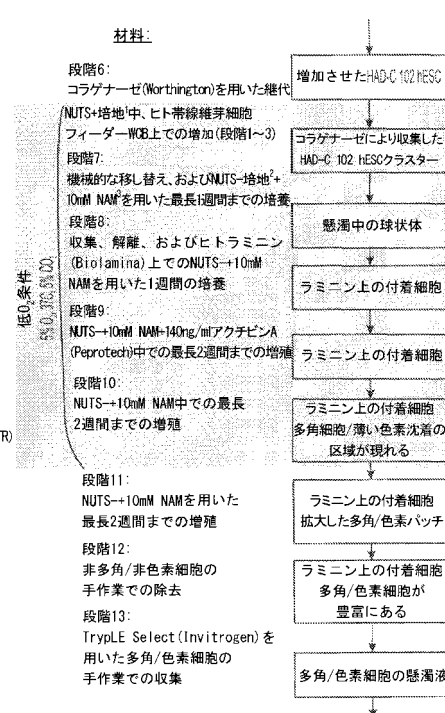 材料:
段階6:
コラゲナーゼ(Worthington)を用いた継代
NUTS+培地¹中、ヒト帯線維芽細胞
フィーダーWCB上での増加(段階1~3)
段階7:
機械的な移し替え、およびNUTS-培地²+
10mM NAM³を用いた最長1週間までの培養
段階8:
収集、解離、およびヒトラミニン
(Biolamina)上でのNUTS-+10mM
NAMを用いた1週間の培養
段階9:
NUTS-+10mM NAM+140ng/mlアクチビンA
(Peprotech)中での最長2週間までの増殖
段階10:
NUTS-+10mM NAM中での最長
2週間までの増殖
段階11:
NUTS-+10mM NAMを用いた
最長2週間までの増殖
段階12:
非多角/非色素細胞の
手作業での除去
段階13:
TrypLE Select(Invitrogen)を
用いた多角/色素細胞の
手作業での収集
低O₂条件
5% O₂ 37C, 5% CO₂
増加させたHAD-C 102 hESC
コラゲナーゼにより収集した
HAD-C 102 hESCクラスター
懸濁中の球状体
ラミニン上の付着細胞
ラミニン上の付着細胞
ラミニン上の付着細胞
多角細胞/薄い色素沈着の
区域が現れる
ラミニン上の付着細胞
拡大した多角/色素パッチ
ラミニン上の付着細胞
多角/色素細胞が
豊富にある
多角/色素細胞の懸濁液